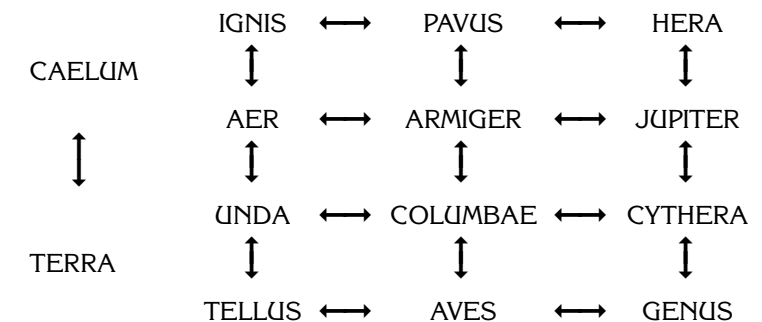 IGNIS PAVUS HERA
CAELUM
AER ARMIGER JUPITER
UNDA COLUMBAE CYTHERA
TERRA
TELLUS AVES GENUS